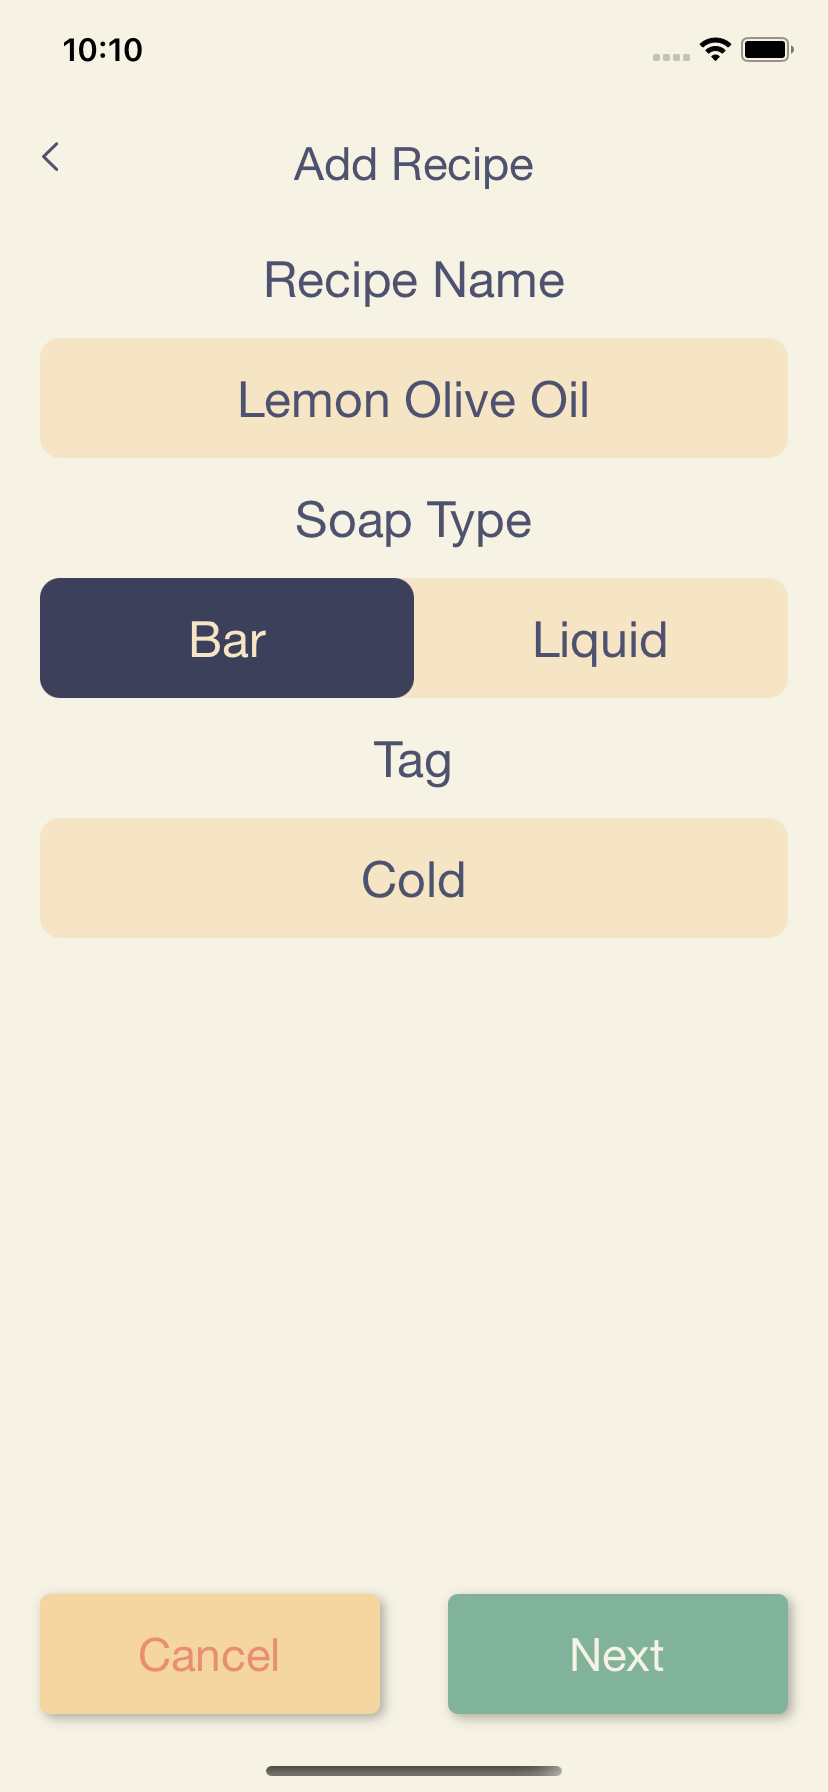 10:10
Add Recipe
Recipe Name
Lemon Olive Oil
Soap Type
Bar Liquid
Tag
Cold
Cancel Next